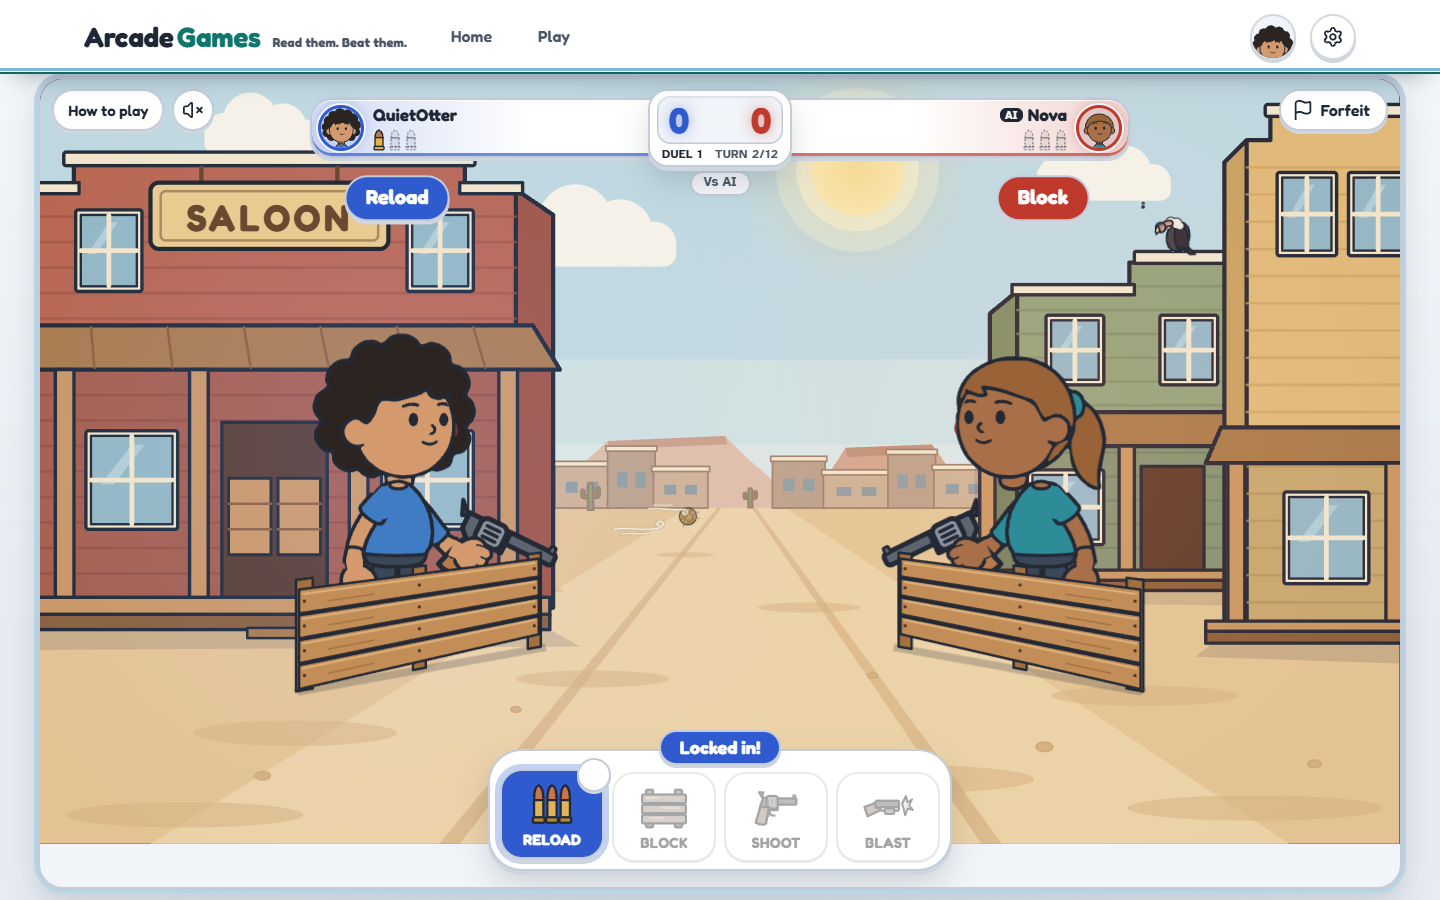 Arcade Games Read them. Beat them. Home Play
How to play
QuietOtter
0 0
DUEL 1 TURN 2/12
AI Nova
Forfeit
Vs AI
Reload
Block
SALOON
Locked in!
RELOAD BLOCK SHOOT BLAST